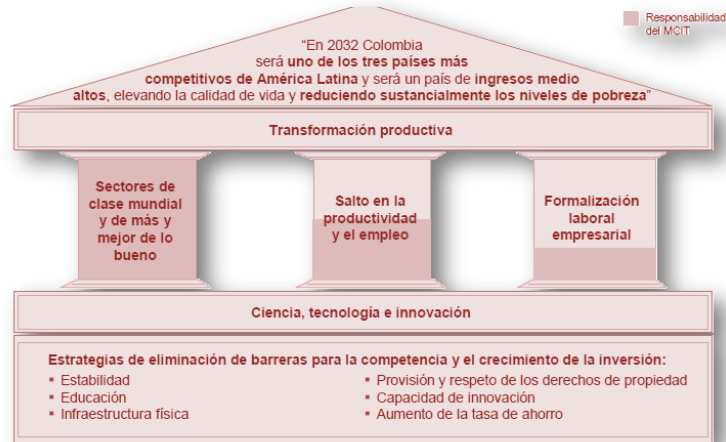 Responsabilidad
del MCIT
“En 2032 Colombia
será uno de los tres países más
competitivos de América Latina y será un país de ingresos medio
altos, elevando la calidad de vida y reduciendo sustancialmente los niveles de pobreza”
Transformación productiva
Sectores de
clase mundial
y de más y
mejor de lo
bueno
Salto en la
productividad
y el empleo
Formalización
laboral
empresarial
Ciencia, tecnología e innovación
Estrategias de eliminación de barreras para la competencia y el crecimiento de la inversión:
▪ Estabilidad
▪ Educación
▪ Infraestructura física
▪ Provisión y respeto de los derechos de propiedad
▪ Capacidad de innovación
▪ Aumento de la tasa de ahorro